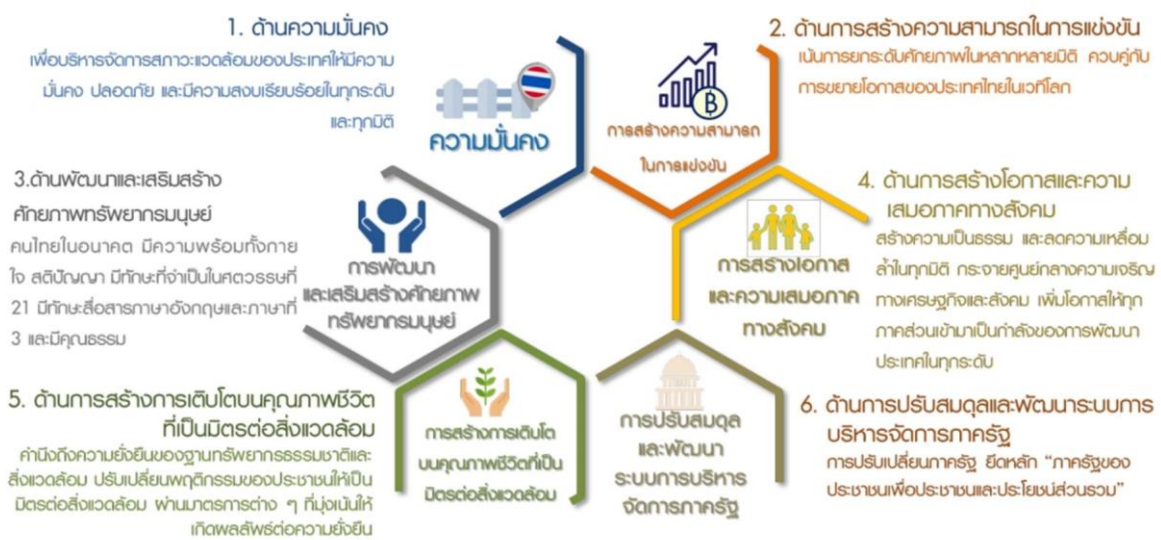 1. ด้านความมั่นคง
เพื่อบริหารจัดการสภาวะแวดล้อมของประเทศให้มีความ
มั่นคง ปลอดภัย และมีความสงบเรียบร้อยในทุกระดับ
และทุกมิติ
ความมั่นคง
2. ด้านการสร้างความสามารถในการแข่งขัน
เน้นการยกระดับศักยภาพในหลากหลายมิติ ควบคู่กับ
การขยายโอกาสของประเทศไทยในเวทีโลก
การสร้างความสามารถ
ในการแข่งขัน
3.ด้านพัฒนาและเสริมสร้าง
ศักยภาพทรัพยากรมนุษย์
คนไทยในอนาคต มีความพร้อมทั้งกาย
ใจ สติปัญญา มีทักษะที่จำเป็นในศตวรรษที่
21 มีทักษะสื่อสารภาษาอังกฤษและภาษาที่
3 และมีคุณธรรม
การพัฒนา
และเสริมสร้างศักยภาพ
ทรัพยากรมนุษย์
การสร้างโอกาส
และความเสมอภาค
ทางสังคม
4. ด้านการสร้างโอกาสและความ
เสมอภาคทางสังคม
สร้างความเป็นธรรม และลดความเหลื่อม
ล้ำในทุกมิติ กระจายศูนย์กลางความเจริญ
ทางเศรษฐกิจและสังคม เพิ่มโอกาสให้ทุก
ภาคส่วนเข้ามาเป็นกำลังของการพัฒนา
ประเทศในทุกระดับ
5. ด้านการสร้างการเติบโตบนคุณภาพชีวิต
ที่เป็นมิตรต่อสิ่งแวดล้อม
คำนึงถึงความยั่งยืนของฐานทรัพยากรธรรมชาติและ
สิ่งแวดล้อม ปรับเปลี่ยนพฤติกรรมของประชาชนให้เป็น
มิตรต่อสิ่งแวดล้อม ผ่านมาตรการต่าง ๆ ที่มุ่งเน้นให้
เกิดผลลัพธ์ต่อความยั่งยืน
การสร้างการเติบโต
บนคุณภาพชีวิตที่เป็น
มิตรต่อสิ่งแวดล้อม
การปรับสมดุล
และพัฒนา
ระบบการบริหาร
จัดการภาครัฐ
6. ด้านการปรับสมดุลและพัฒนาระบบการ
บริหารจัดการภาครัฐ
การปรับเปลี่ยนภาครัฐ ยึดหลัก “ภาครัฐของ
ประชาชนเพื่อประชาชนและประโยชน์ส่วนรวม”